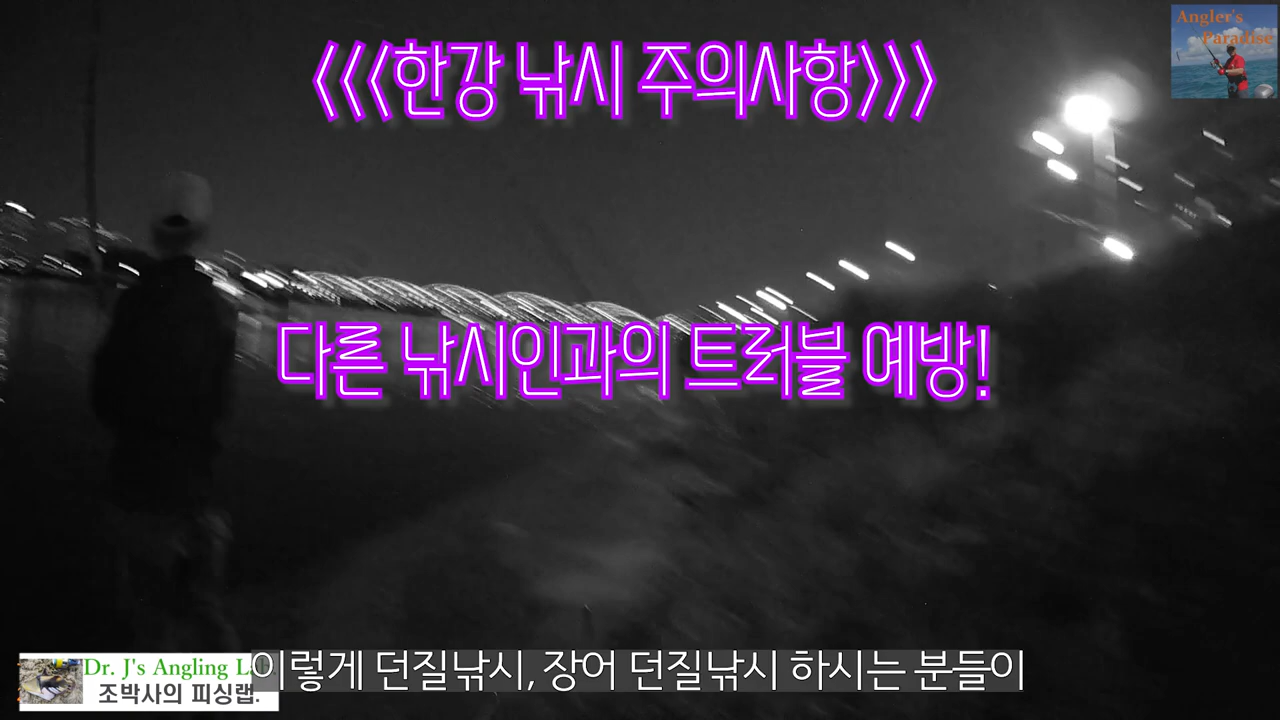 Angler's
Paradise
<<<한강 낚시 주의사항>>>
다른 낚시인과의 트러블 예방!
Dr. J's Angling
조박사의 피싱랩.
이렇게 던질낚시, 장어 던질낚시 하시는 분들이